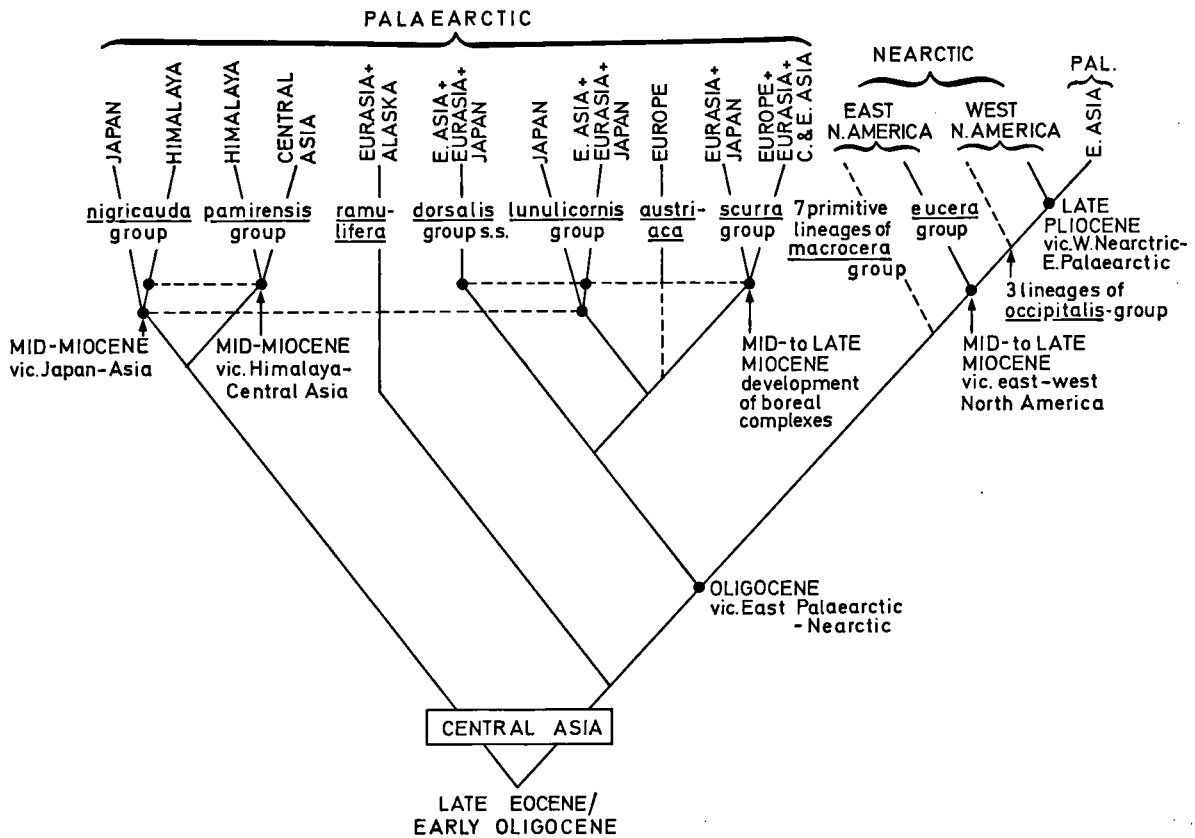 PALAEARCTIC
NEARCTIC
PAL.
JAPAN
HIMALAYA
HIMALAYA
CENTRAL
ASIA
EURASIA+
ALASKA
E. ASIA+
EURASIA+
JAPAN
JAPAN
E. ASIA+
EURASIA+
JAPAN
EUROPE
EURASIA+
JAPAN
EUROPE+
EURASIA+
C. & E. ASIA
EAST
N. AMERICA
WEST
N. AMERICA
E. ASIA
nigricauda
group
pamirensis
group
ramu-
lifera
dorsalis
group s.s.
lunulicornis
group
austri-
aca
scurra
group
7 primitive
lineages of
macrocera
group
eucera
group
LATE
PLIOCENE
vic. W. Nearctric-
E. Palaearctic
3 lineages of
occipitalis-group
MID-MIOCENE
vic. Japan-Asia
MID-MIOCENE
vic. Himalaya-
Central Asia
MID-to LATE
MIOCENE
development
of boreal
complexes
MID-to LATE
MIOCENE
vic. east-west
North America
OLIGOCENE
vic. East Palaearctic
- Nearctic
CENTRAL ASIA
LATE EOCENE/
EARLY OLIGOCENE